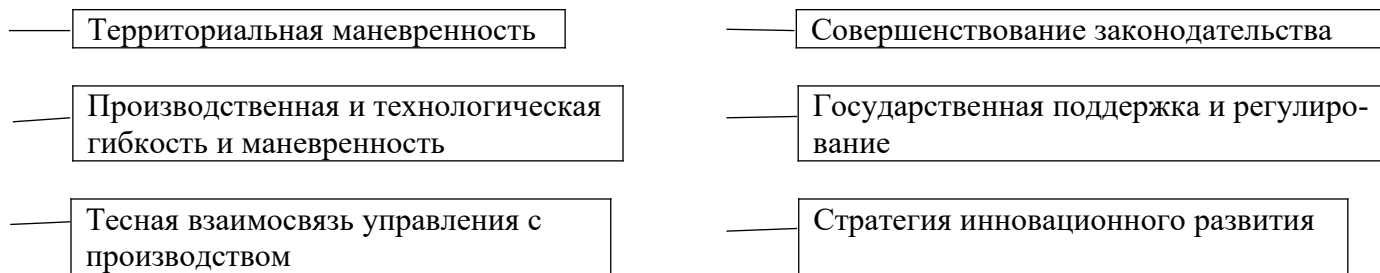 Территориальная маневренность
Совершенствование законодательства
Производственная и технологическая
гибкость и маневренность
Государственная поддержка и регулиро-
вание
Тесная взаимосвязь управления с
производством
Стратегия инновационного развития